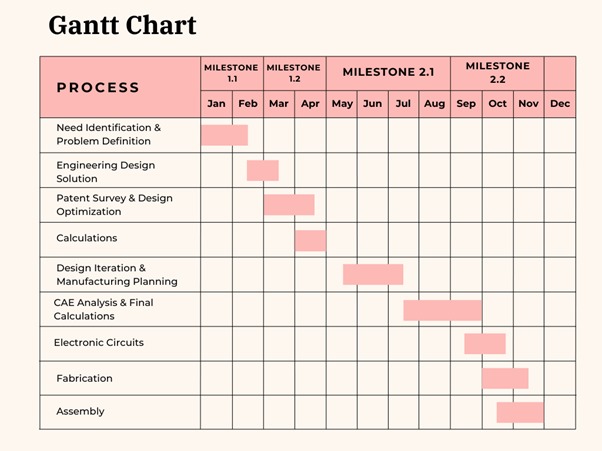 Gantt Chart
PROCESS
MILESTONE
1.1
MILESTONE
1.2
MILESTONE 2.1
MILESTONE
2.2
Jan Feb Mar Apr May Jun Jul Aug Sep Oct Nov Dec
Need Identification &
Problem Definition
Engineering Design
Solution
Patent Survey & Design
Optimization
Calculations
Design Iteration &
Manufacturing Planning
CAE Analysis & Final
Calculations
Electronic Circuits
Fabrication
Assembly